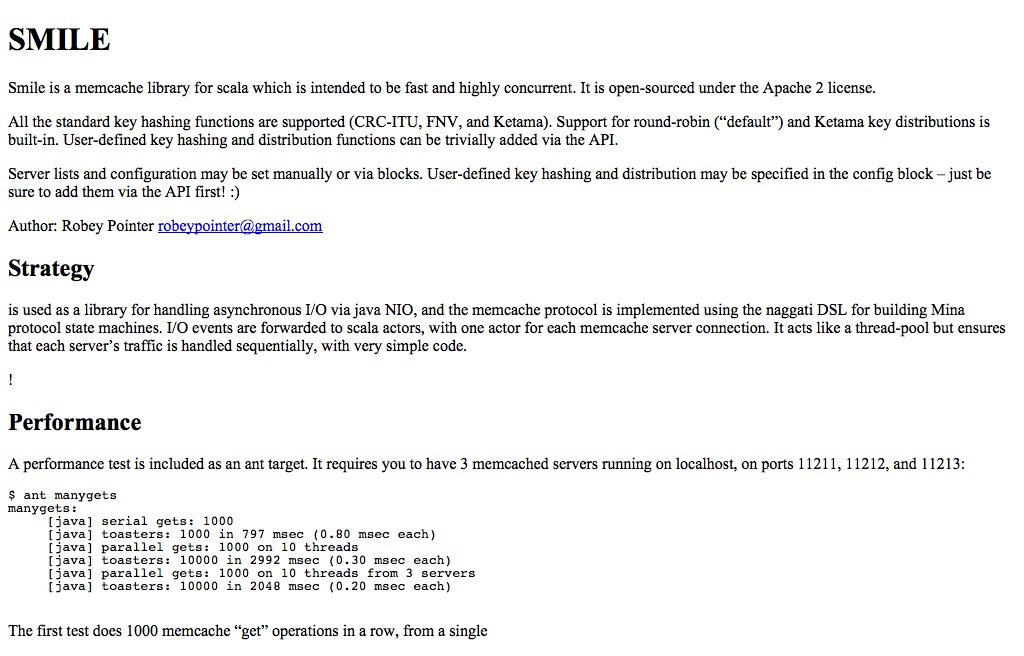 SMILE
Smile is a memcache library for scala which is intended to be fast and highly concurrent. It is open-sourced under the Apache 2 license.
All the standard key hashing functions are supported (CRC-ITU, FNV, and Ketama). Support for round-robin (“default”) and Ketama key distributions is
built-in. User-defined key hashing and distribution functions can be trivially added via the API.
Server lists and configuration may be set manually or via blocks. User-defined key hashing and distribution may be specified in the config block – just be
sure to add them via the API first! :)
Author: Robey Pointer robeypointer@gmail.com
Strategy
is used as a library for handling asynchronous I/O via java NIO, and the memcache protocol is implemented using the naggati DSL for building Mina
protocol state machines. I/O events are forwarded to scala actors, with one actor for each memcache server connection. It acts like a thread-pool but ensures
that each server’s traffic is handled sequentially, with very simple code.
!
Performance
A performance test is included as an ant target. It requires you to have 3 memcached servers running on localhost, on ports 11211, 11212, and 11213:
$ ant manygets
manygets:
[java] serial gets: 1000
[java] toasters: 1000 in 797 msec (0.80 msec each)
[java] parallel gets: 1000 on 10 threads
[java] toasters: 10000 in 2992 msec (0.30 msec each)
[java] parallel gets: 1000 on 10 threads from 3 servers
[java] toasters: 10000 in 2048 msec (0.20 msec each)
The first test does 1000 memcache “get” operations in a row, from a single